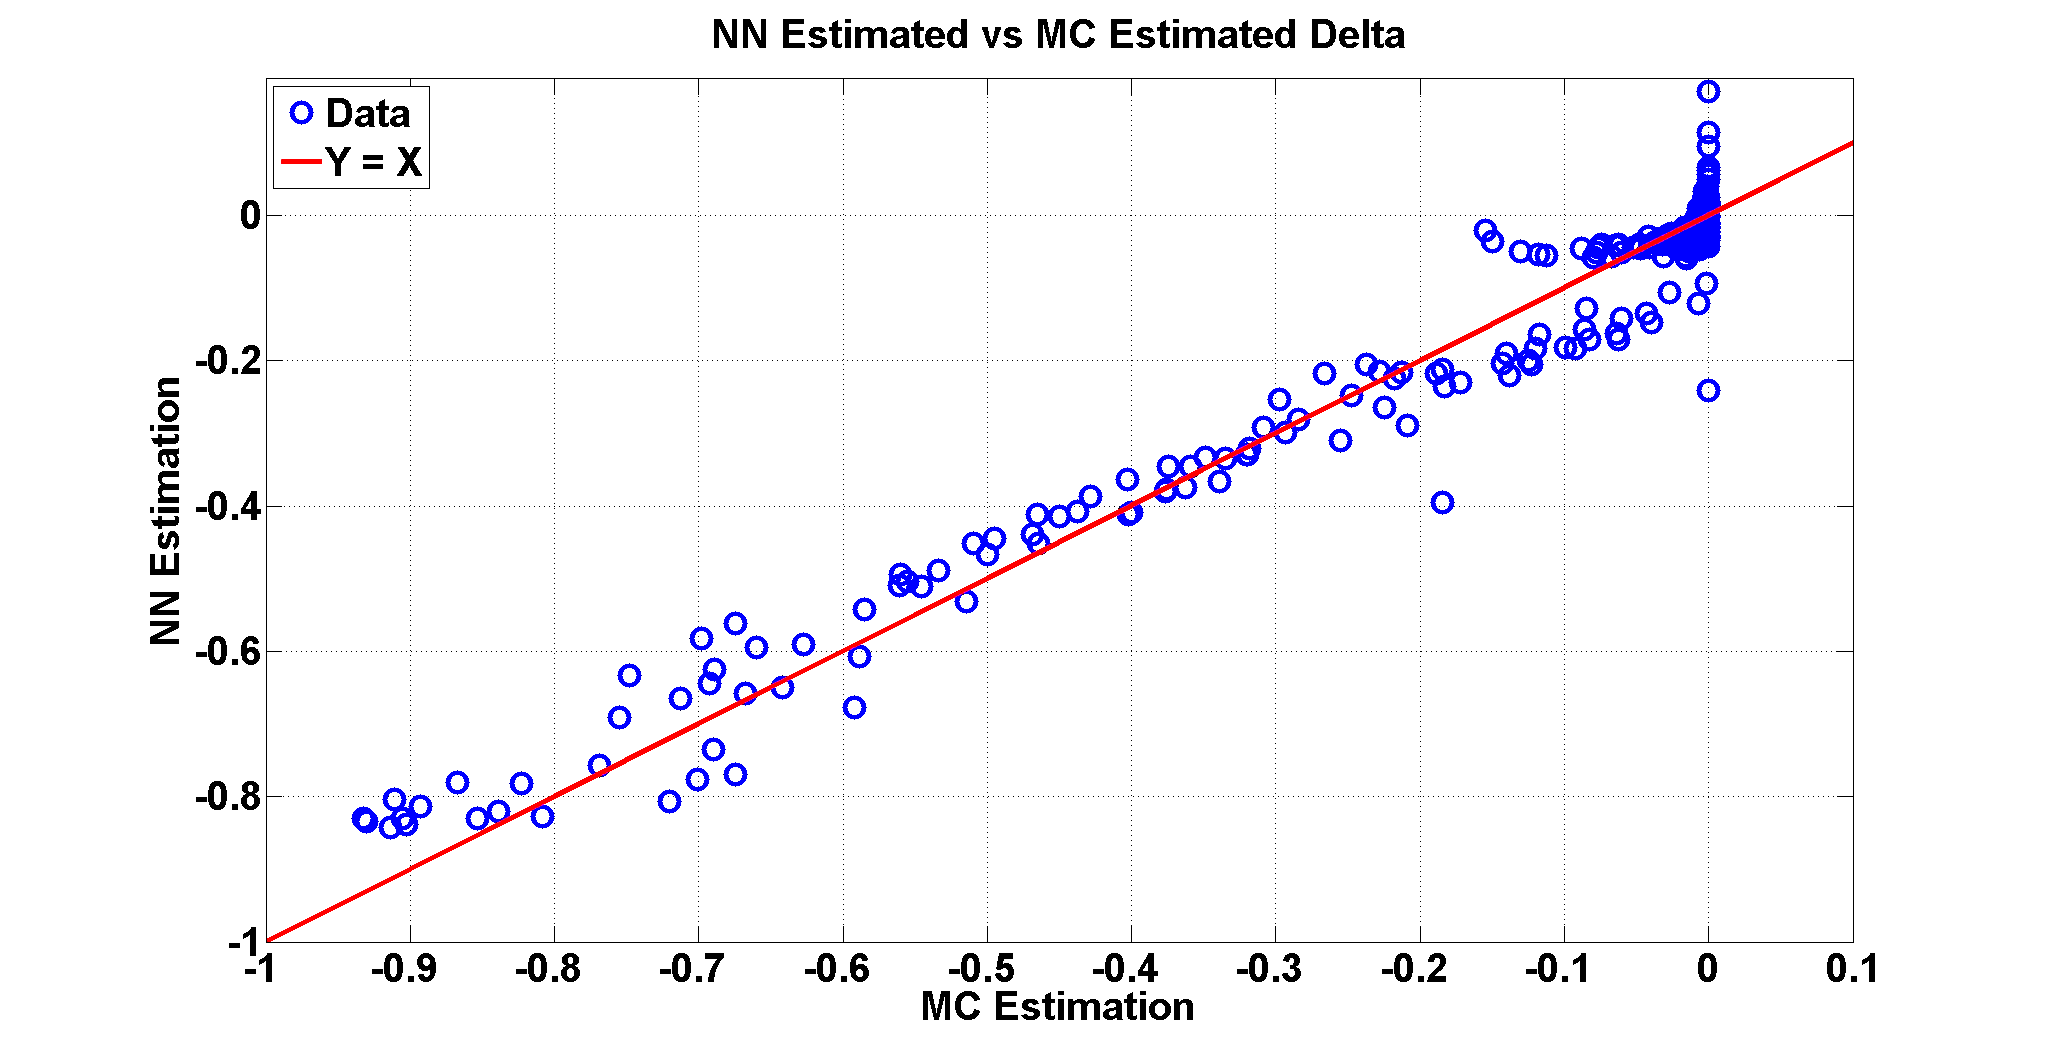 NN Estimated vs MC Estimated Delta
Data
Y = X
0
-0.2
-0.4
-0.6
-0.8
-1
NN Estimation
-1 -0.9 -0.8 -0.7 -0.6 -0.5 -0.4 -0.3 -0.2 -0.1 0 0.1
MC Estimation